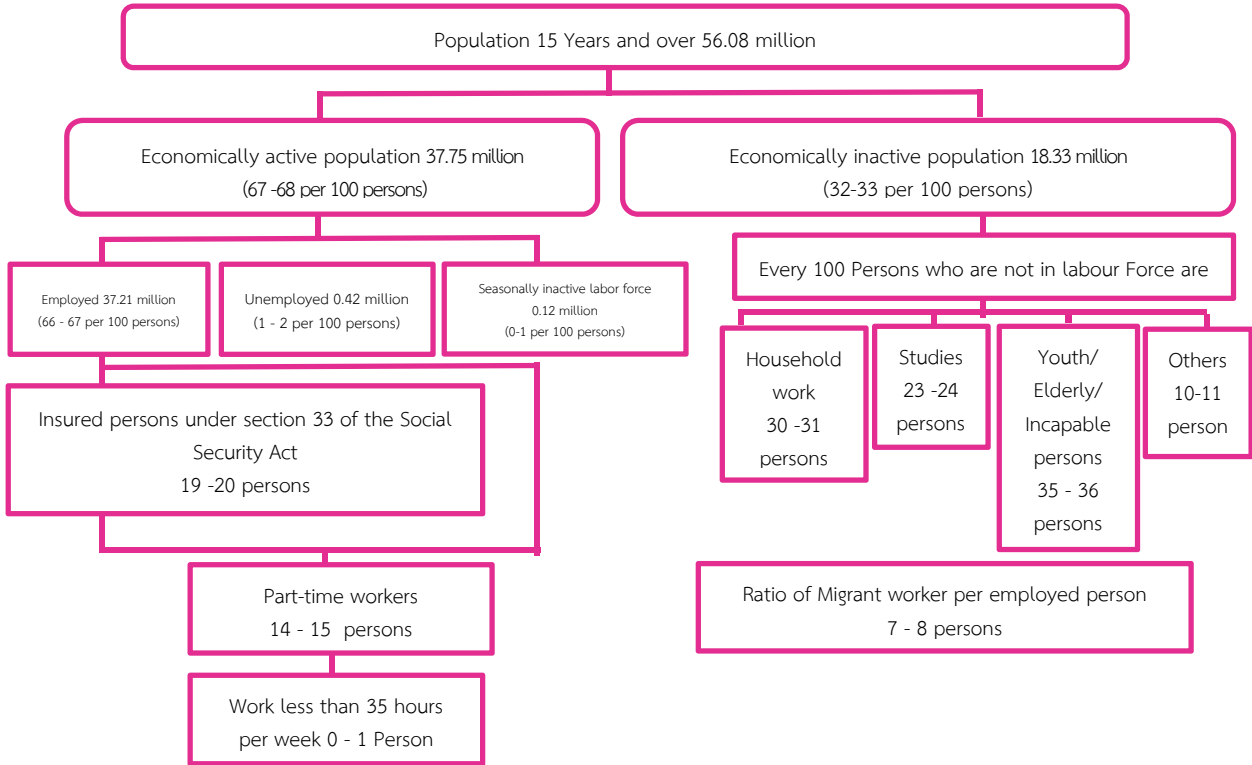 Population 15 Years and over 56.08 million
Economically active population 37.75 million
(67 -68 per 100 persons)
Economically inactive population 18.33 million
(32-33 per 100 persons)
Employed 37.21 million
(66 - 67 per 100 persons)
Unemployed 0.42 million
(1 - 2 per 100 persons)
Seasonally inactive labor force
0.12 million
(0-1 per 100 persons)
Every 100 Persons who are not in labour Force are
Household
work
30 -31
persons
Studies
23 -24
persons
Youth/
Elderly/
Incapable
persons
35 - 36
persons
Others
10-11
person
Insured persons under section 33 of the Social
Security Act
19 -20 persons
Part-time workers
14 - 15 persons
Work less than 35 hours
per week 0 - 1 Person
Ratio of Migrant worker per employed person
7 - 8 persons